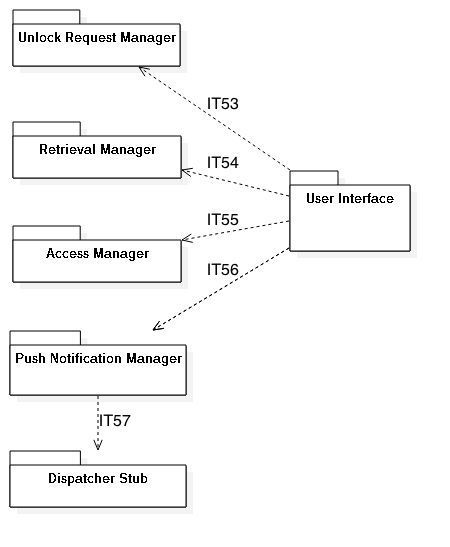 Unlock Request Manager
IT53
Retrieval Manager
IT54
User Interface
IT55
Access Manager
IT56
Push Notification Manager
IT57
Dispatcher Stub